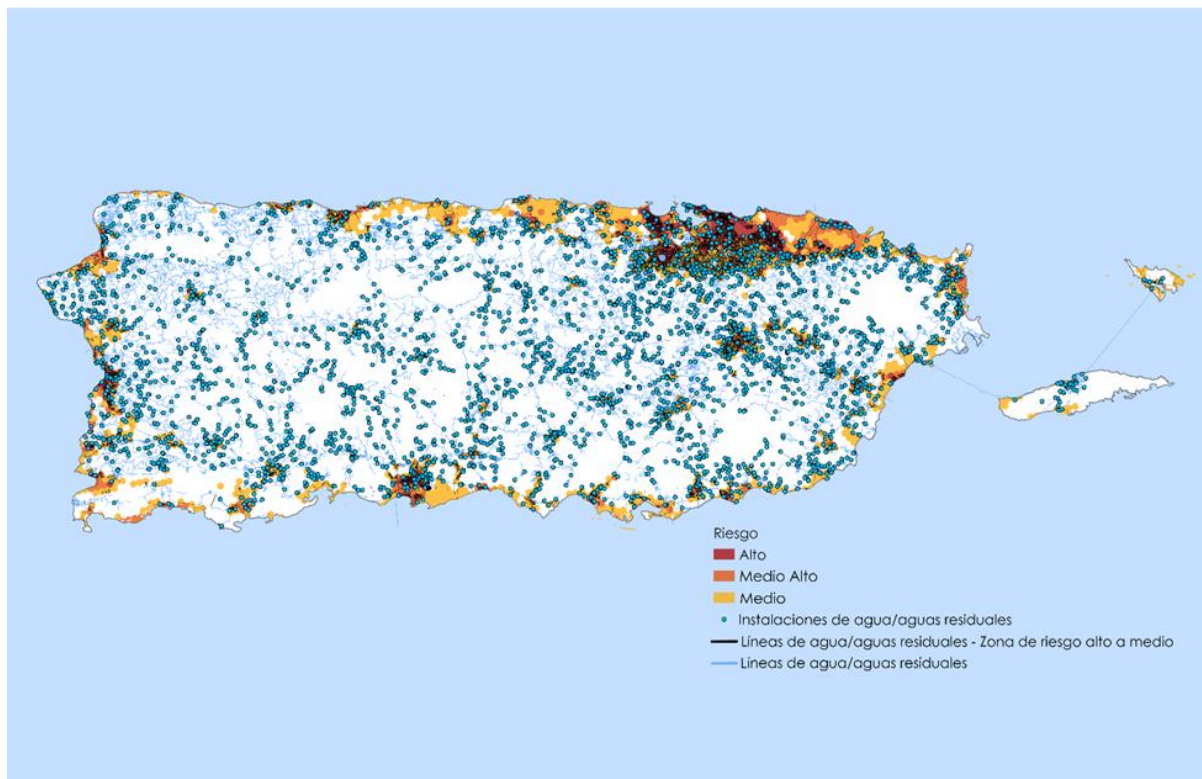 Riesgo
Alto
Medio Alto
Medio
Instalaciones de agua/aguas residuales
Líneas de agua/aguas residuales - Zona de riesgo alto a medio
Líneas de agua/aguas residuales